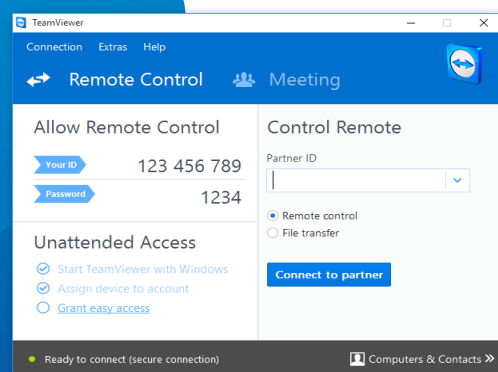 TeamViewer
Connection Extras Help
Remote Control Meeting
Allow Remote Control
Your ID 123 456 789
Password 1234
Unattended Access
Start TeamViewer with Windows
Assign device to account
Grant easy access
Control Remote
Partner ID
Remote control
File transfer
Connect to partner
Ready to connect (secure connection) Computers & Contacts